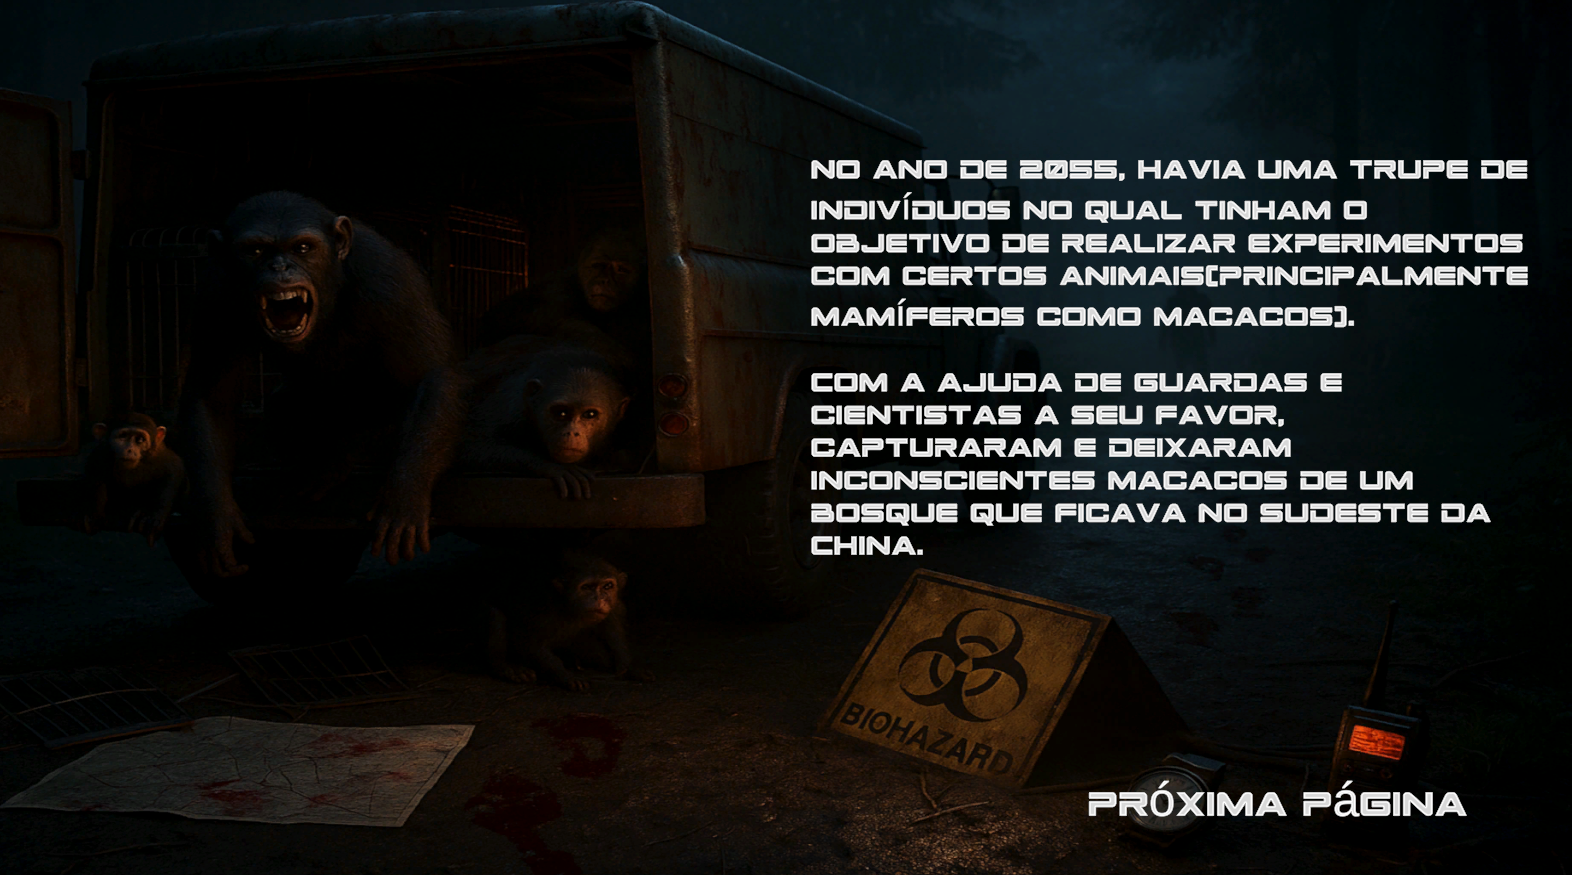 NO ANO DE 2055, HAVIA UMA TRUPE DE
INDIVÍDUOS NO QUAL TINHAM O
OBJETIVO DE REALIZAR EXPERIMENTOS
COM CERTOS ANIMAIS(PRINCIPALMENTE
MAMÍFEROS COMO MACACOS).
COM A AJUDA DE GUARDAS E
CIENTISTAS A SEU FAVOR,
CAPTURARAM E DEIXARAM
INCONSCIENTES MACACOS DE UM
BOSQUE QUE FICAVA NO SUDESTE DA
CHINA.
BIOHAZARD
PRÓXIMA PÁGINA